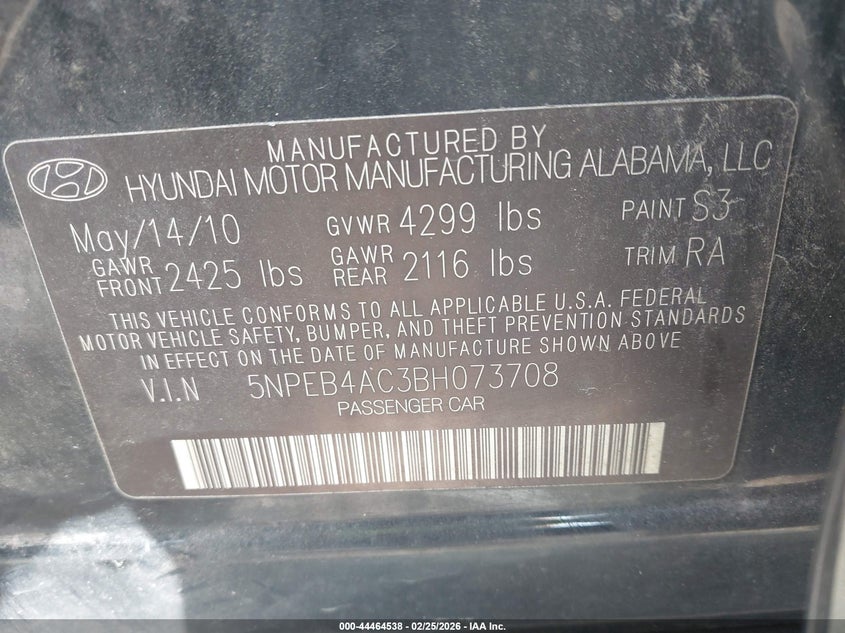 MANUFACTURED BY
HYUNDAI MOTOR MANUFACTURING ALABAMA, LLC
May/14/10 GVWR 4299 lbs PAINT S3
GAWR FRONT 2425 lbs GAWR REAR 2116 lbs TRIM RA
THIS VEHICLE CONFORMS TO ALL APPLICABLE U.S.A. FEDERAL
MOTOR VEHICLE SAFETY, BUMPER, AND THEFT PREVENTION STANDARDS
IN EFFECT ON THE DATE OF MANUFACTURE SHOWN ABOVE.
V.I.N 5NPEB4AC3BH073708
PASSENGER CAR
000-44464538 - 02/25/2026 - IAA Inc.